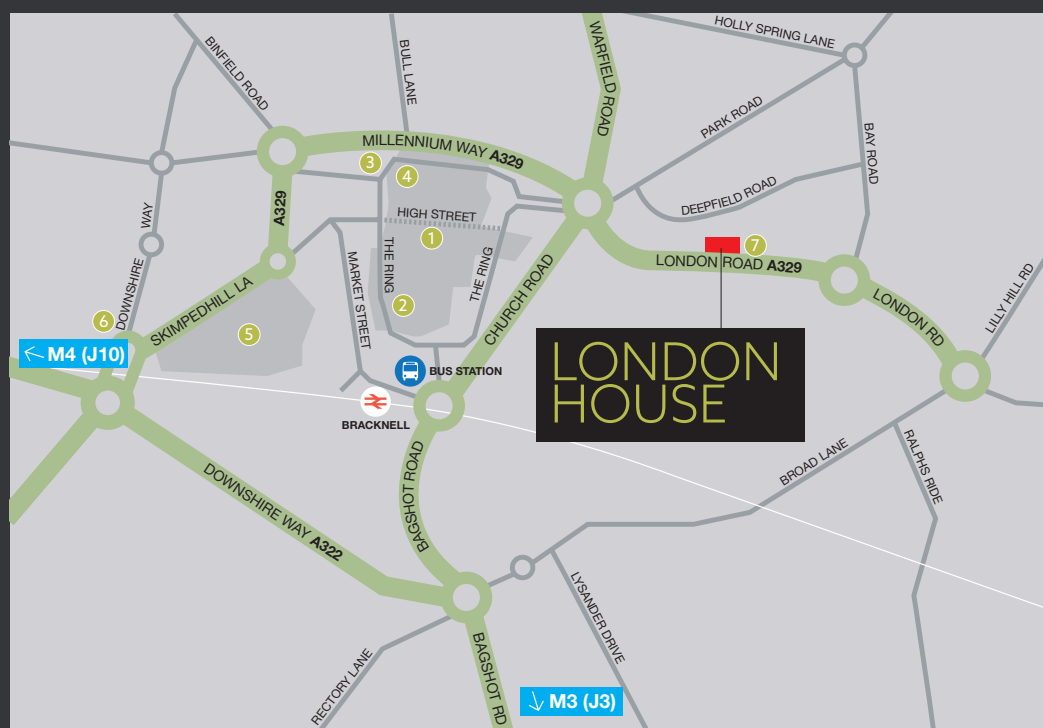 HOLLY SPRING LANE
BINFIELD ROAD
BULL LANE
WARFIELD ROAD
PARK ROAD
BAY ROAD
MILLENNIUM WAY A329
3
4
A329
DEEPFIELD ROAD
HIGH STREET
1
7
LONDON ROAD A329
DOWNSHIRE WAY
MARKET STREET
THE RING
THE RING
CHURCH ROAD
LONDON RD
LILLY HILL RD
SKIMPEDHILL LA
2
6
5
M4 (J10)
BUS STATION
LONDON
HOUSE
BRACKNELL
BROAD LANE
RALPHS RIDE
BAGSHOT ROAD
DOWNSHIRE WAY A322
LYSANDER DRIVE
RECTORY LANE
BAGSHOT RD
M3 (J3)